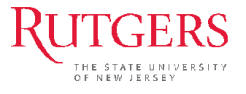 RUTGERS
THE STATE UNIVERSITY
OF NEW JERSEY